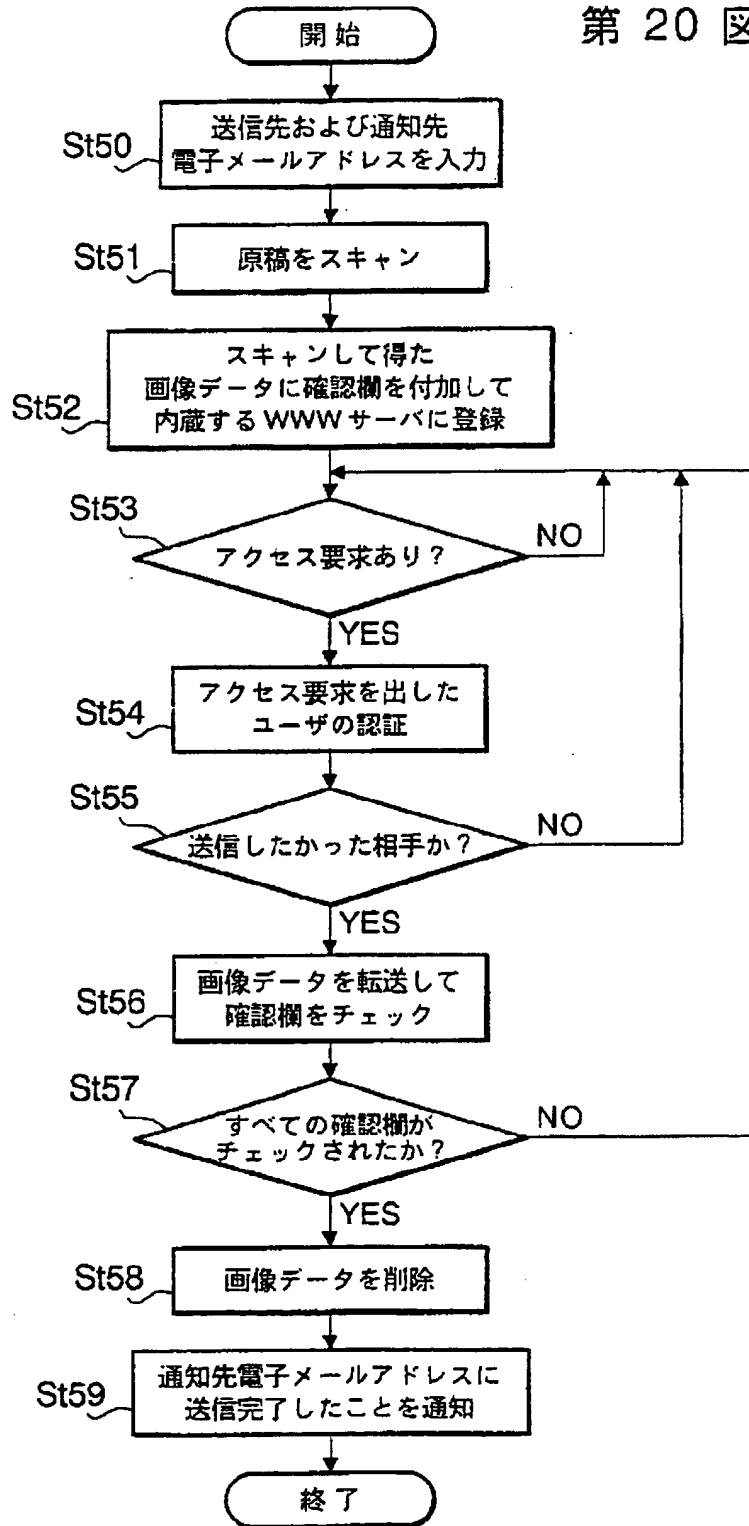 第 20 図
開始
St50
送信先および通知先
電子メールアドレスを入力
St51
原稿をスキャン
St52
スキャンして得た
画像データに確認欄を付加して
内蔵するWWWサーバに登録
St53
アクセス要求あり?
NO
YES
St54
アクセス要求を出した
ユーザの認証
St55
送信したかった相手か?
NO
YES
St56
画像データを転送して
確認欄をチェック
St57
すべての確認欄が
チェックされたか?
NO
YES
St58
画像データを削除
St59
通知先電子メールアドレスに
送信完了したことを通知
終了